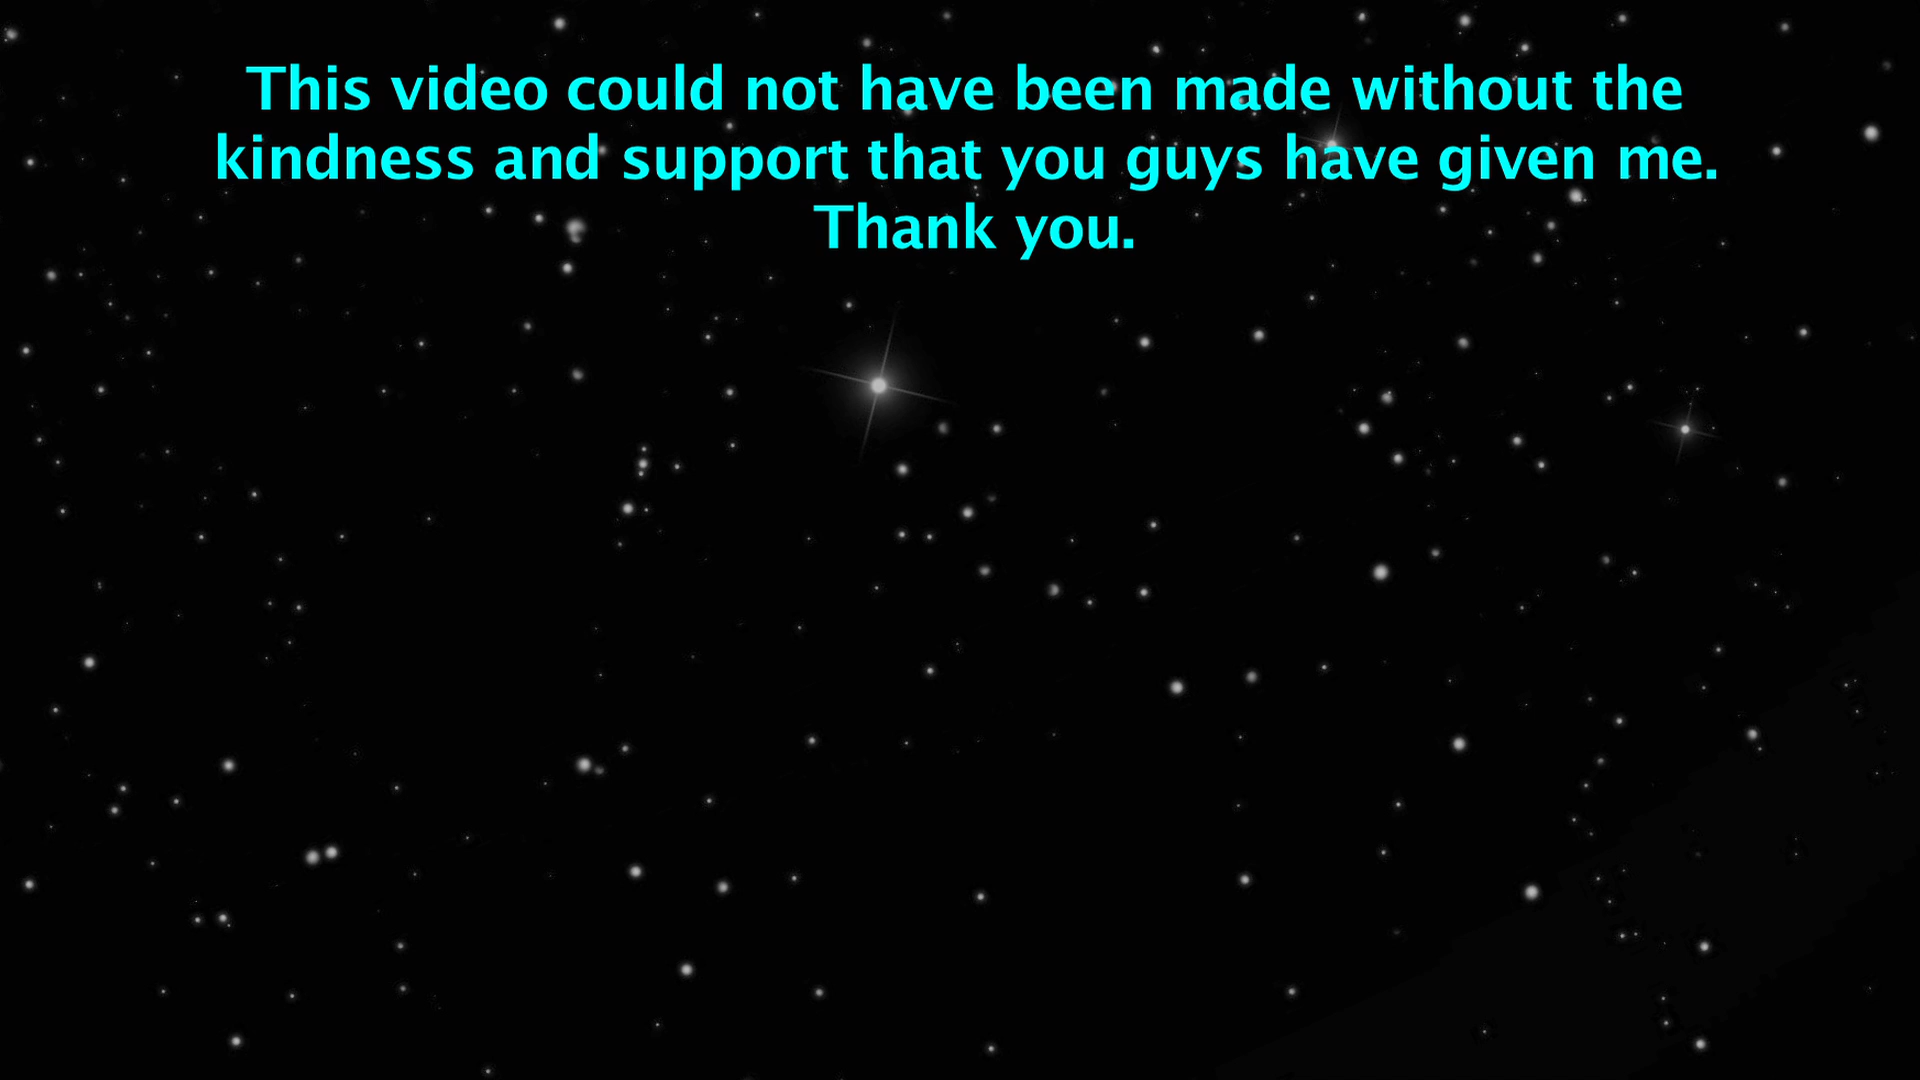 This video could not have been made without the
kindness and support that you guys have given me.
Thank you.